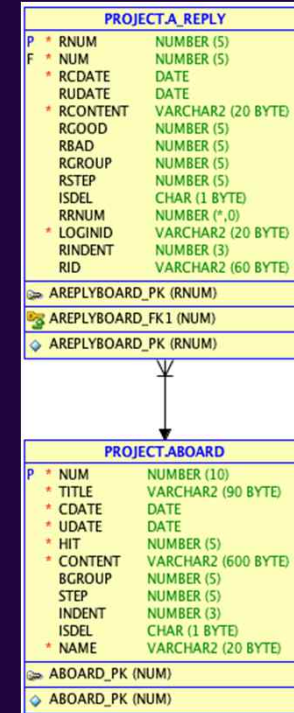 PROJECT.A_REPLY
P * RNUM NUMBER (5)
F * NUM NUMBER (5)
* RCDATE DATE
RUDATE DATE
* RCONTENT VARCHAR2 (20 BYTE)
RGOOD NUMBER (5)
RBAD NUMBER (5)
RGROUP NUMBER (5)
RSTEP NUMBER (5)
ISDEL CHAR (1 BYTE)
RRNUM NUMBER (*,0)
* LOGINID VARCHAR2 (20 BYTE)
RINDENT NUMBER (3)
RID VARCHAR2 (60 BYTE)
AREPLYBOARD_PK (RNUM)
AREPLYBOARD_FK1 (NUM)
AREPLYBOARD_PK (RNUM)
PROJECT.ABOARD
P * NUM NUMBER (10)
* TITLE VARCHAR2 (90 BYTE)
* CDATE DATE
* UDATE DATE
* HIT NUMBER (5)
* CONTENT VARCHAR2 (600 BYTE)
BGROUP NUMBER (5)
STEP NUMBER (5)
INDENT NUMBER (3)
ISDEL CHAR (1 BYTE)
* NAME VARCHAR2 (20 BYTE)
ABOARD_PK (NUM)
ABOARD_PK (NUM)